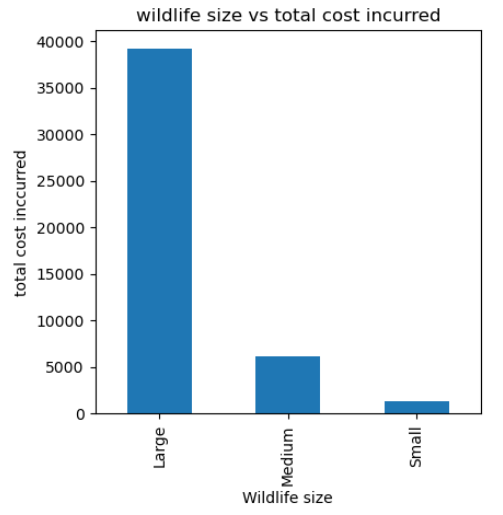 wildlife size vs total cost incurred
total cost inccurred
40000
35000
30000
25000
20000
15000
10000
5000
0
Large
Medium
Small
Wildlife size